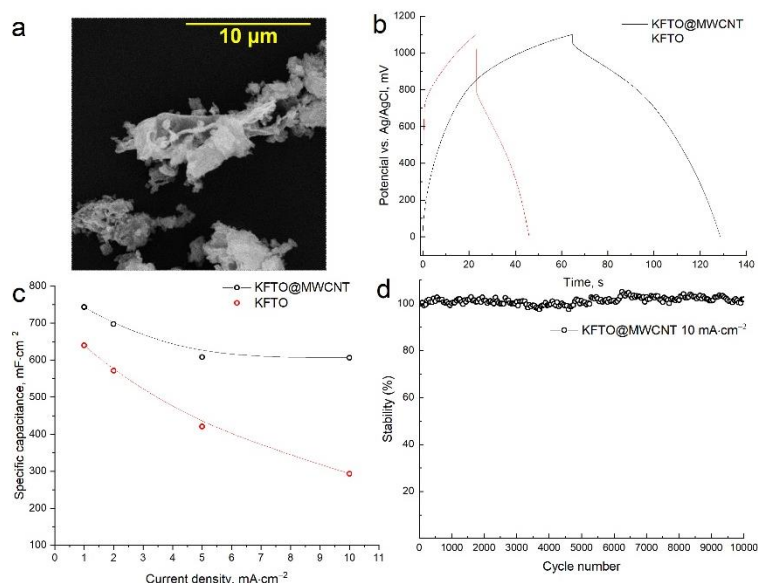 a
10 µm
b
KFTO@MWCNT
KFTO
Potencial vs. Ag/AgCl, mV
1200
1000
800
600
400
200
0
0 20 40 60 80 100 120 140
Time, s
c
KFTO@MWCNT
KFTO
Specific capacitance, mF·cm⁻²
800
700
600
500
400
300
200
100
0 1 2 3 4 5 6 7 8 9 10 11
Current density, mA·cm⁻²
d
KFTO@MWCNT 10 mA·cm⁻²
Stability (%)
100
80
60
40
20
0 1000 2000 3000 4000 5000 6000 7000 8000 9000 10000
Cycle number